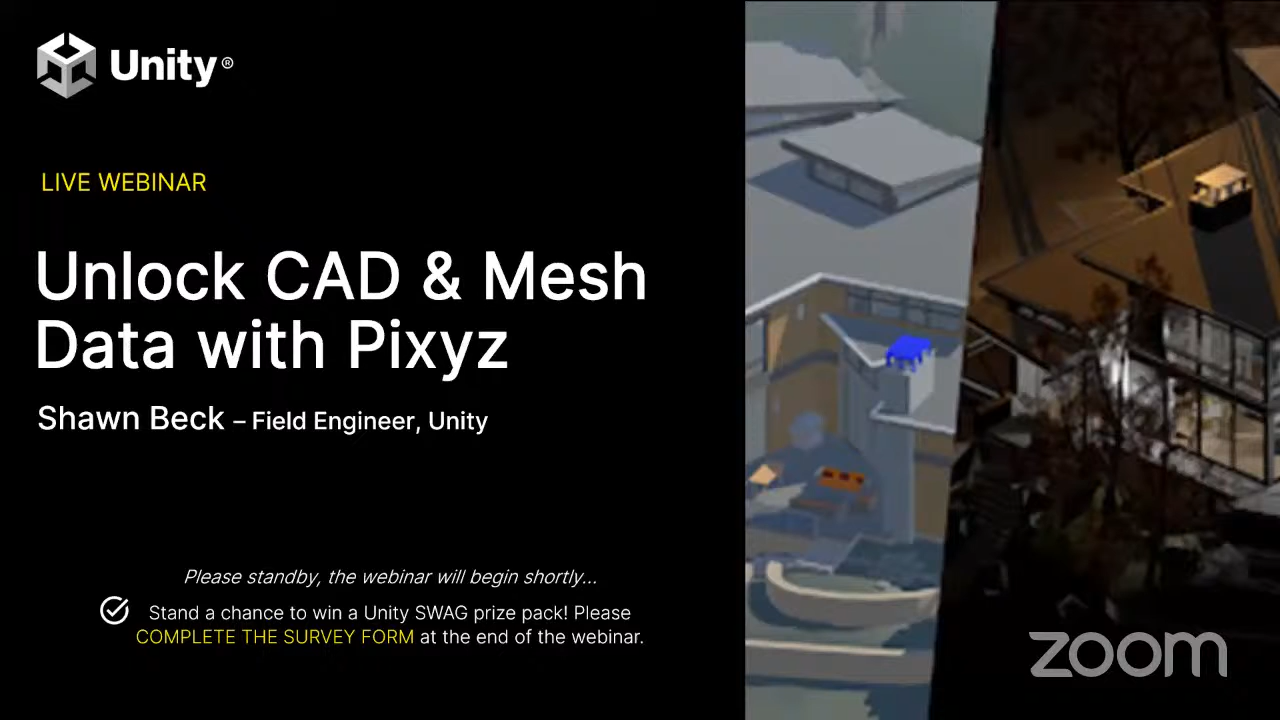 Unity®
LIVE WEBINAR
Unlock CAD & Mesh
Data with Pixyz
Shawn Beck – Field Engineer, Unity
Please standby, the webinar will begin shortly...
Stand a chance to win a Unity SWAG prize pack! Please
COMPLETE THE SURVEY FORM at the end of the webinar.
zoom